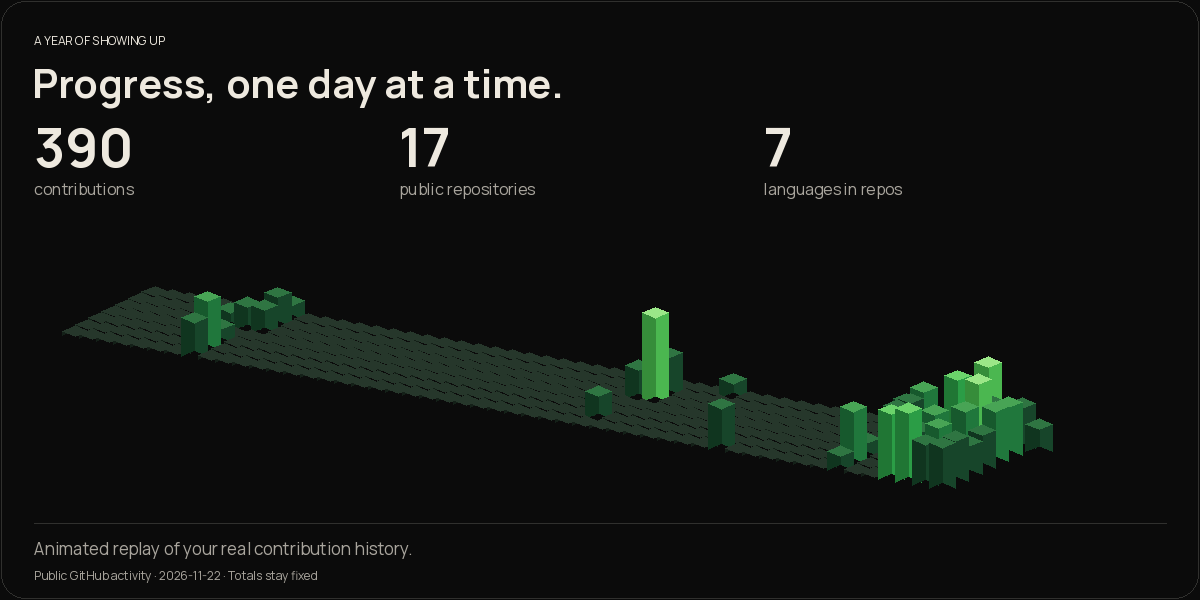 A YEAR OF SHOWING UP
Progress, one day at a time.
390 17 7
contributions public repositories languages in repos
Animated replay of your real contribution history.
Public GitHub activity · 2026-11-22 · Totals stay fixed